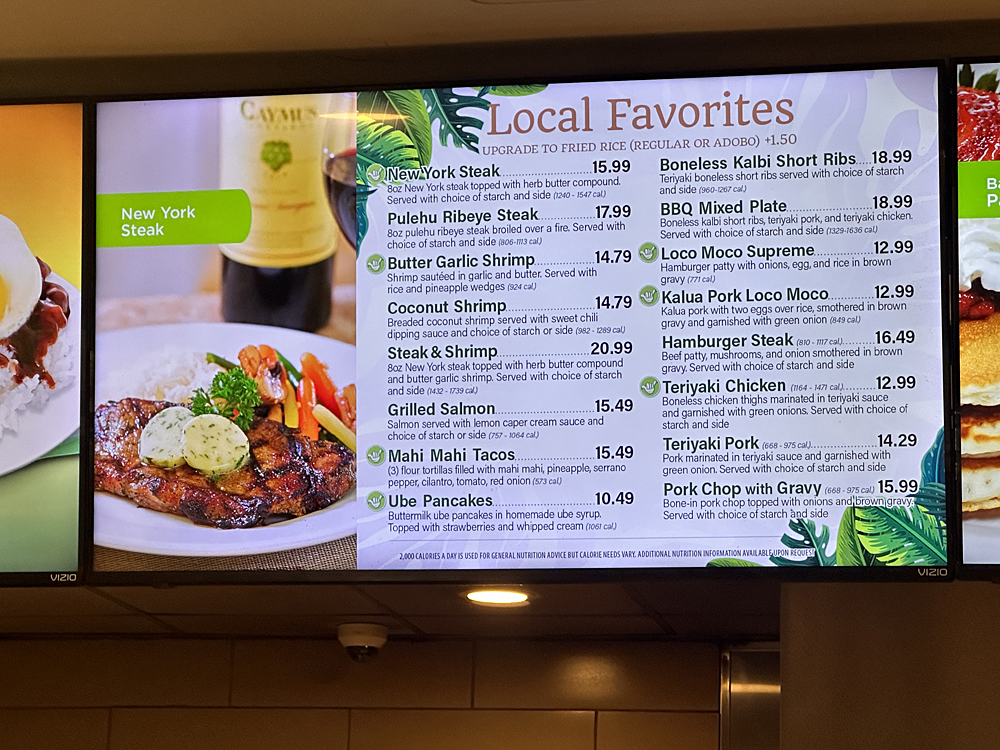 CAYMUS
New York
Steak
Local Favorites
UPGRADE TO FRIED RICE (REGULAR OR ADOBO) +1.50
New York Steak 15.99
8oz New York steak topped with herb butter compound.
Served with choice of starch and side (1240 - 1547 cal)
Pulehu Ribeye Steak 17.99
8oz pulehu ribeye steak broiled over a fire. Served with
choice of starch and side (806-1113 cal.)
Butter Garlic Shrimp 14.79
Shrimp sautéed in garlic and butter. Served with
rice and pineapple wedges (924 cal)
Coconut Shrimp 14.79
Breaded coconut shrimp served with sweet chili
dipping sauce and choice of starch or side (982 - 1289 cal)
Steak & Shrimp 20.99
8oz New York steak topped with herb butter compound
and butter garlic shrimp. Served with choice of starch
and side (1432 - 1739 cal.)
Grilled Salmon 15.49
Salmon served with lemon caper cream sauce and
choice of starch or side (757 - 1064 cal.)
Mahi Mahi Tacos 15.49
(3) flour tortillas filled with mahi mahi, pineapple, serrano
pepper, cilantro, tomato, red onion (573 cal)
Ube Pancakes 10.49
Buttermilk ube pancakes in homemade ube syrup.
Topped with strawberries and whipped cream (1061 cal.)
Boneless Kalbi Short Ribs 18.99
Teriyaki boneless short ribs served with choice of starch
and side (960-1267 cal.)
BBQ Mixed Plate 18.99
Boneless kalbi short ribs, teriyaki pork, and teriyaki chicken.
Served with choice of starch and side (1329-1636 cal)
Loco Moco Supreme 12.99
Hamburger patty with onions, egg, and rice in brown
gravy (771 cal)
Kalua Pork Loco Moco 12.99
Kalua pork with two eggs over rice, smothered in brown
gravy and garnished with green onion (849 cal)
Hamburger Steak (810 - 1117 cal.) 16.49
Beef patty, mushrooms, and onion smothered in brown
gravy. Served with choice of starch and side
Teriyaki Chicken (1164 - 1471 cal.) 12.99
Boneless chicken thighs marinated in teriyaki sauce
and garnished with green onions. Served with choice of
starch and side
Teriyaki Pork (668 - 975 cal.) 14.29
Pork marinated in teriyaki sauce and garnished with
green onion. Served with choice of starch and side
Pork Chop with Gravy (668 - 975 cal) 15.99
Bone-in pork chop topped with onions and brown gravy.
Served with choice of starch and side
2,000 CALORIES A DAY IS USED FOR GENERAL NUTRITION ADVICE BUT CALORIE NEEDS VARY. ADDITIONAL NUTRITION INFORMATION AVAILABLE UPON REQUEST
VIZIO
VIZIO